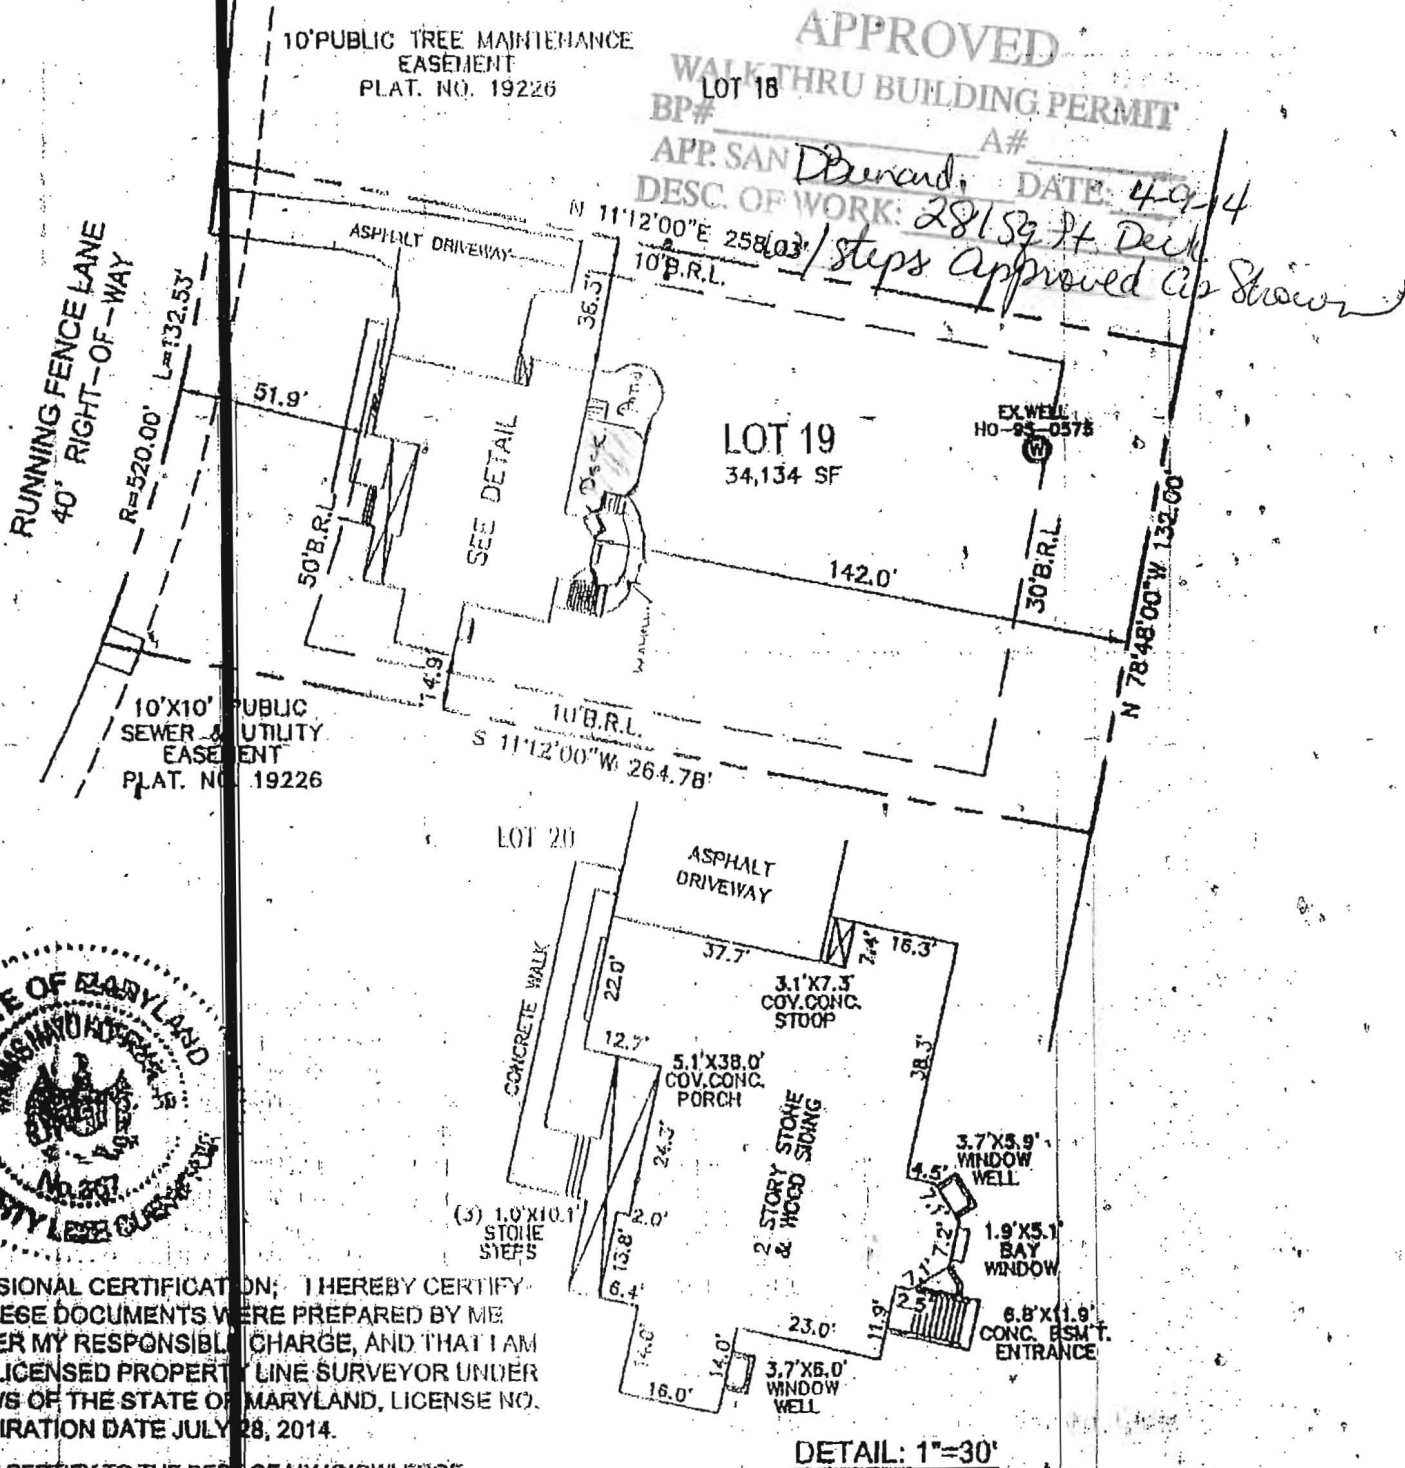 10'PUBLIC TREE MAINTENANCE
EASEMENT
PLAT. NO. 19226
LOT 18
APPROVED
WALK-THRU BUILDING PERMIT
BP# A#
APP. SAN DBernard. DATE: 4-9-14
DESC. OF WORK: 281 Sq Ft. Deck
w/ Steps Approved As Shown
N 11°12'00"E 258.03'
10'B.R.L.
ASPHALT DRIVEWAY
RUNNING FENCE LANE
40' RIGHT-OF-WAY
R=520.00' L=132.53'
51.9'
38.3'
Patio
Deck
SEE DETAIL
50'B.R.L.
LOT 19
34,134 SF
EX.WELL
HO-95-0575
W
142.0'
30'B.R.L.
N 78°48'00"W 132.00'
14.9'
10'B.R.L.
S 11°12'00"W 264.78'
10'X10' PUBLIC
SEWER & UTILITY
EASEMENT
PLAT. NO. 19226
LOT 20
ASPHALT
DRIVEWAY
CONCRETE WALK
37.7'
7.4'
16.3'
22.0'
3.1'X7.3'
COV.CONC.
STOOP
12.7'
5.1'X38.0'
COV.CONC.
PORCH
38.3'
24.3'
2 STORY STONE
& WOOD SIDING
3.7'X5.9'
WINDOW
WELL
4.5'
7.2'
1.9'X5.1'
BAY
WINDOW
(3) 1.0'X10.1'
STONE
STEPS
2.0'
13.8'
6.4'
2.5'
6.8'X11.9'
CONC. BSM'T.
ENTRANCE
11.9'
23.0'
14.0'
14.0'
16.0'
3.7'X6.0'
WINDOW
WELL
DETAIL: 1"=30'
E OF MARYLAND
SIONAL CERTIFICATION; I HEREBY CERTIFY
ESE DOCUMENTS WERE PREPARED BY ME
ER MY RESPONSIBLE CHARGE, AND THAT I AM
LICENSED PROPERTY LINE SURVEYOR UNDER
WS OF THE STATE OF MARYLAND, LICENSE NO.
IRATION DATE JULY 28, 2014.